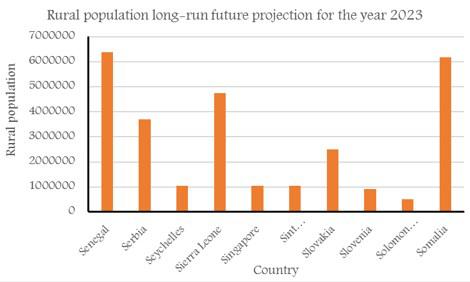 Rural population long-run future projection for the year 2023
Rural population
7000000
6000000
5000000
4000000
3000000
2000000
1000000
0
Senegal
Serbia
Seychelles
Sierra Leone
Singapore
Sint...
Slovakia
Slovenia
Solomon...
Somalia
Country